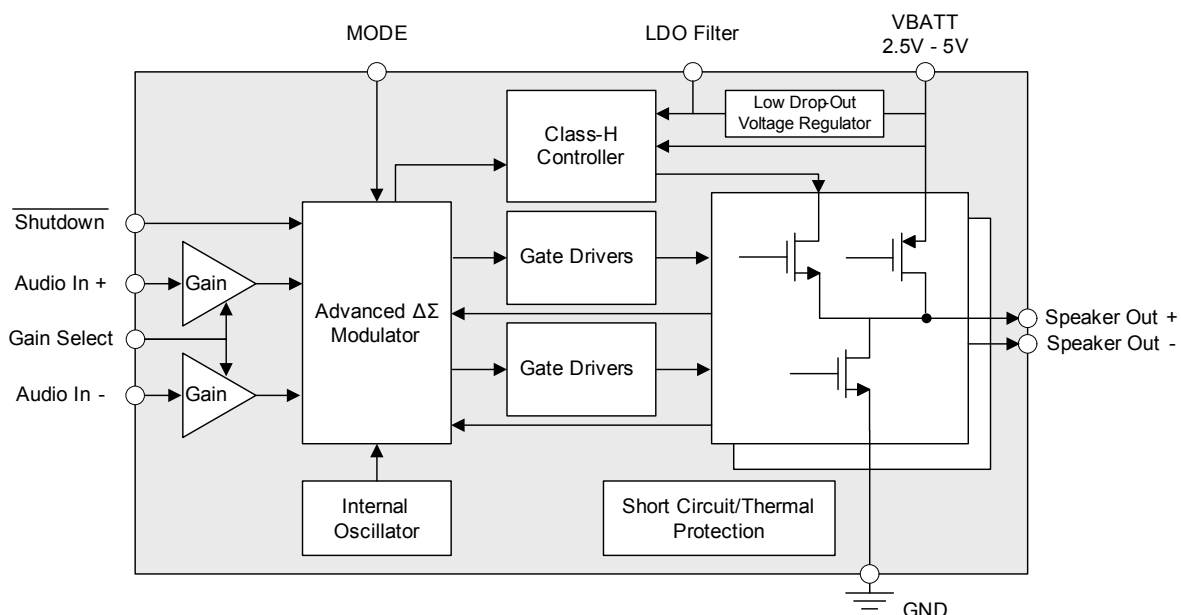 MODE
LDO Filter
VBATT
2.5V - 5V
Low Drop-Out
Voltage Regulator
Class-H
Controller
Shutdown
Gate Drivers
Audio In +
Gain
Advanced ΔΣ
Modulator
Gain Select
Speaker Out +
Speaker Out -
Gate Drivers
Audio In -
Gain
Internal
Oscillator
Short Circuit/Thermal
Protection
GND